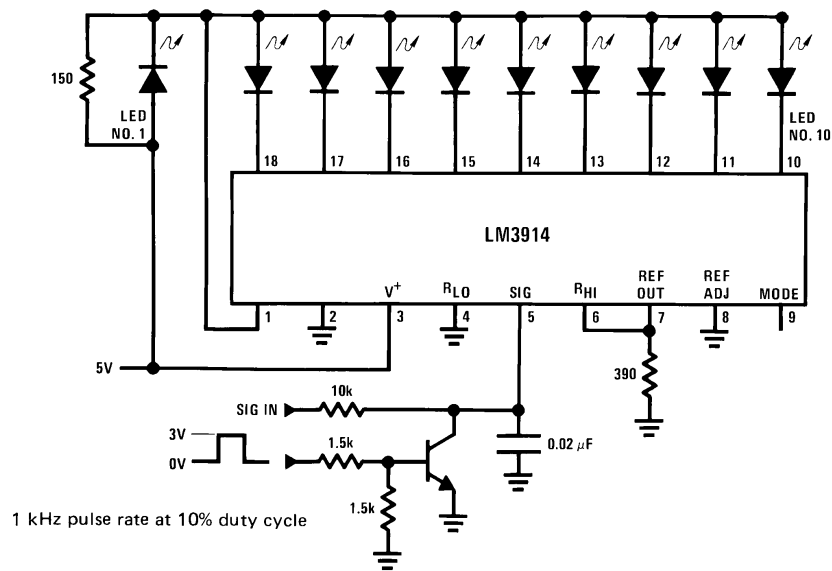 150
LED
NO. 1
LED
NO. 10
18 17 16 15 14 13 12 11 10
LM3914
V+ RLO SIG RHI REF OUT REF ADJ MODE
1 2 3 4 5 6 7 8 9
5V
390
SIG IN
10k
3V
0V
1.5k
0.02 μF
1.5k
1 kHz pulse rate at 10% duty cycle